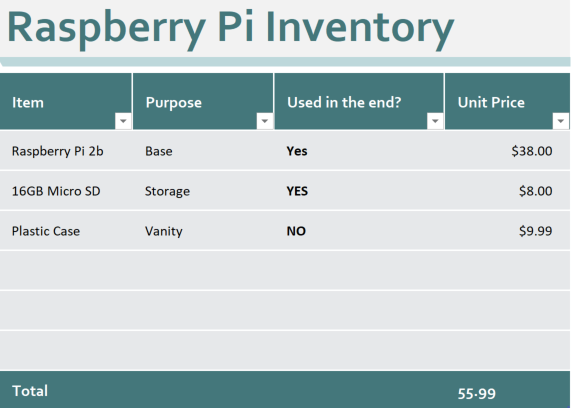 Raspberry Pi Inventory
Item Purpose Used in the end? Unit Price
Raspberry Pi 2b Base Yes $38.00
16GB Micro SD Storage YES $8.00
Plastic Case Vanity NO $9.99
Total 55.99